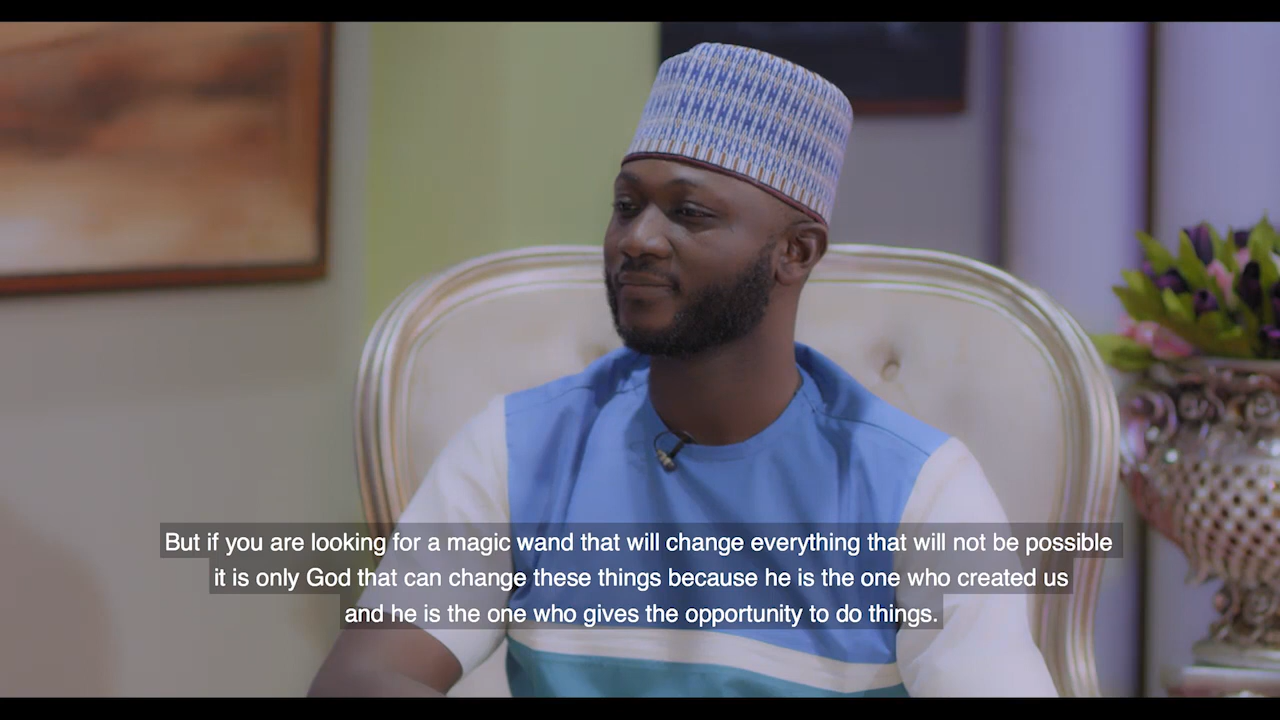 But if you are looking for a magic wand that will change everything that will not be possible
it is only God that can change these things because he is the one who created us
and he is the one who gives the opportunity to do things.